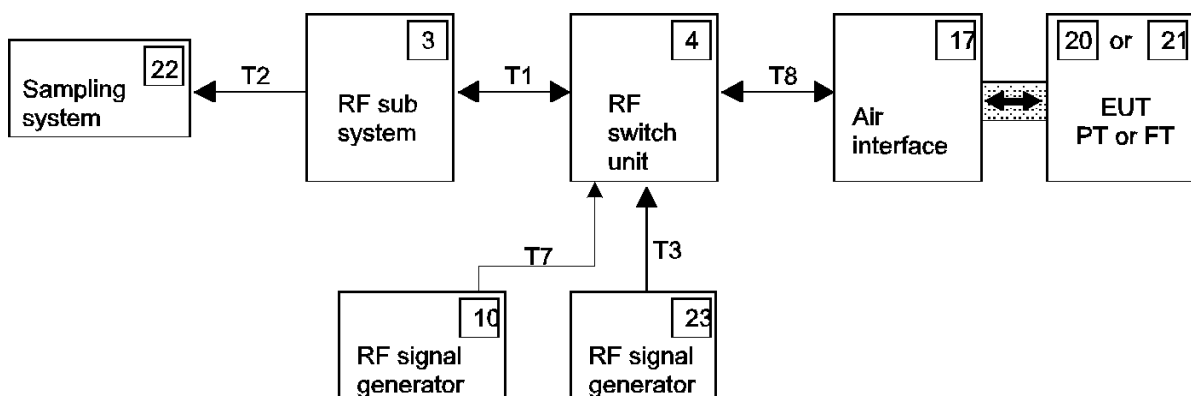 22
Sampling
system
T2
3
RF sub
system
T1
4
RF
switch
unit
T8
17
Air
interface
20 or 21
EUT
PT or FT
T7
T3
10
RF signal
generator
23
RF signal
generator